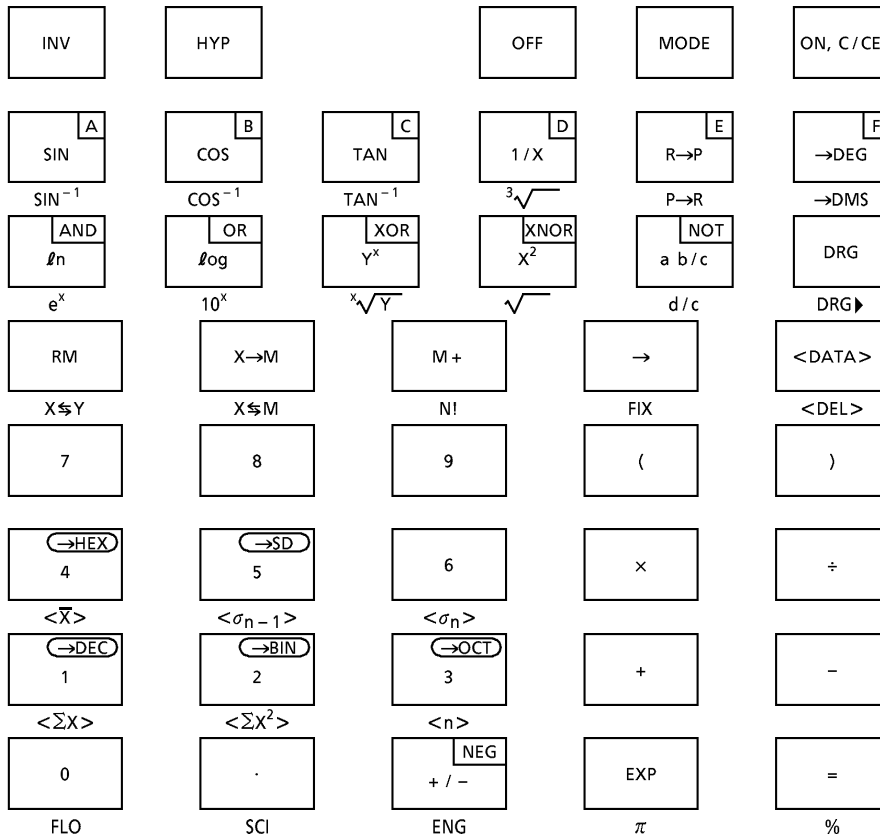 INV HYP OFF MODE ON, C/CE
A B C D E F
SIN COS TAN 1/X R→P →DEG
SIN⁻¹ COS⁻¹ TAN⁻¹ ³√ P→R →DMS
AND OR XOR XNOR NOT
ℓn ℓog Yˣ X² a b/c DRG
eˣ 10ˣ ˣ√Y √ d/c DRG▶
RM X→M M+ → <DATA>
X⇆Y X⇆M N! FIX <DEL>
7 8 9 ( )
→HEX →SD
4 5 6 × ÷
<X̅> <σn−1> <σn>
→DEC →BIN →OCT
1 2 3 + −
<ΣX> <ΣX²> <n>
NEG
0 . +/− EXP =
FLO SCI ENG π %